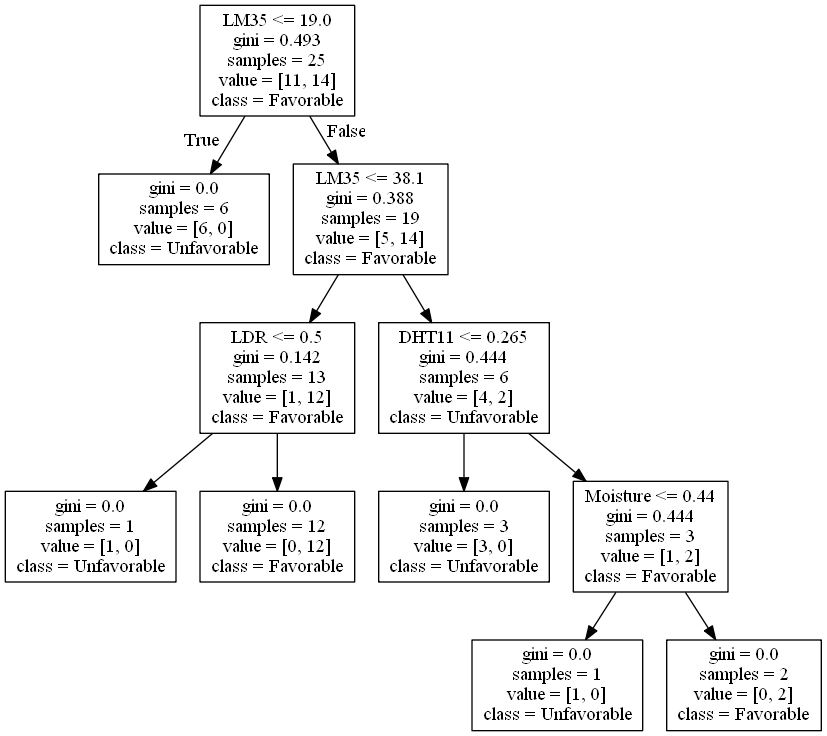 LM35 <= 19.0
gini = 0.493
samples = 25
value = [11, 14]
class = Favorable
True
False
gini = 0.0
samples = 6
value = [6, 0]
class = Unfavorable
LM35 <= 38.1
gini = 0.388
samples = 19
value = [5, 14]
class = Favorable
LDR <= 0.5
gini = 0.142
samples = 13
value = [1, 12]
class = Favorable
DHT11 <= 0.265
gini = 0.444
samples = 6
value = [4, 2]
class = Unfavorable
gini = 0.0
samples = 1
value = [1, 0]
class = Unfavorable
gini = 0.0
samples = 12
value = [0, 12]
class = Favorable
gini = 0.0
samples = 3
value = [3, 0]
class = Unfavorable
Moisture <= 0.44
gini = 0.444
samples = 3
value = [1, 2]
class = Favorable
gini = 0.0
samples = 1
value = [1, 0]
class = Unfavorable
gini = 0.0
samples = 2
value = [0, 2]
class = Favorable